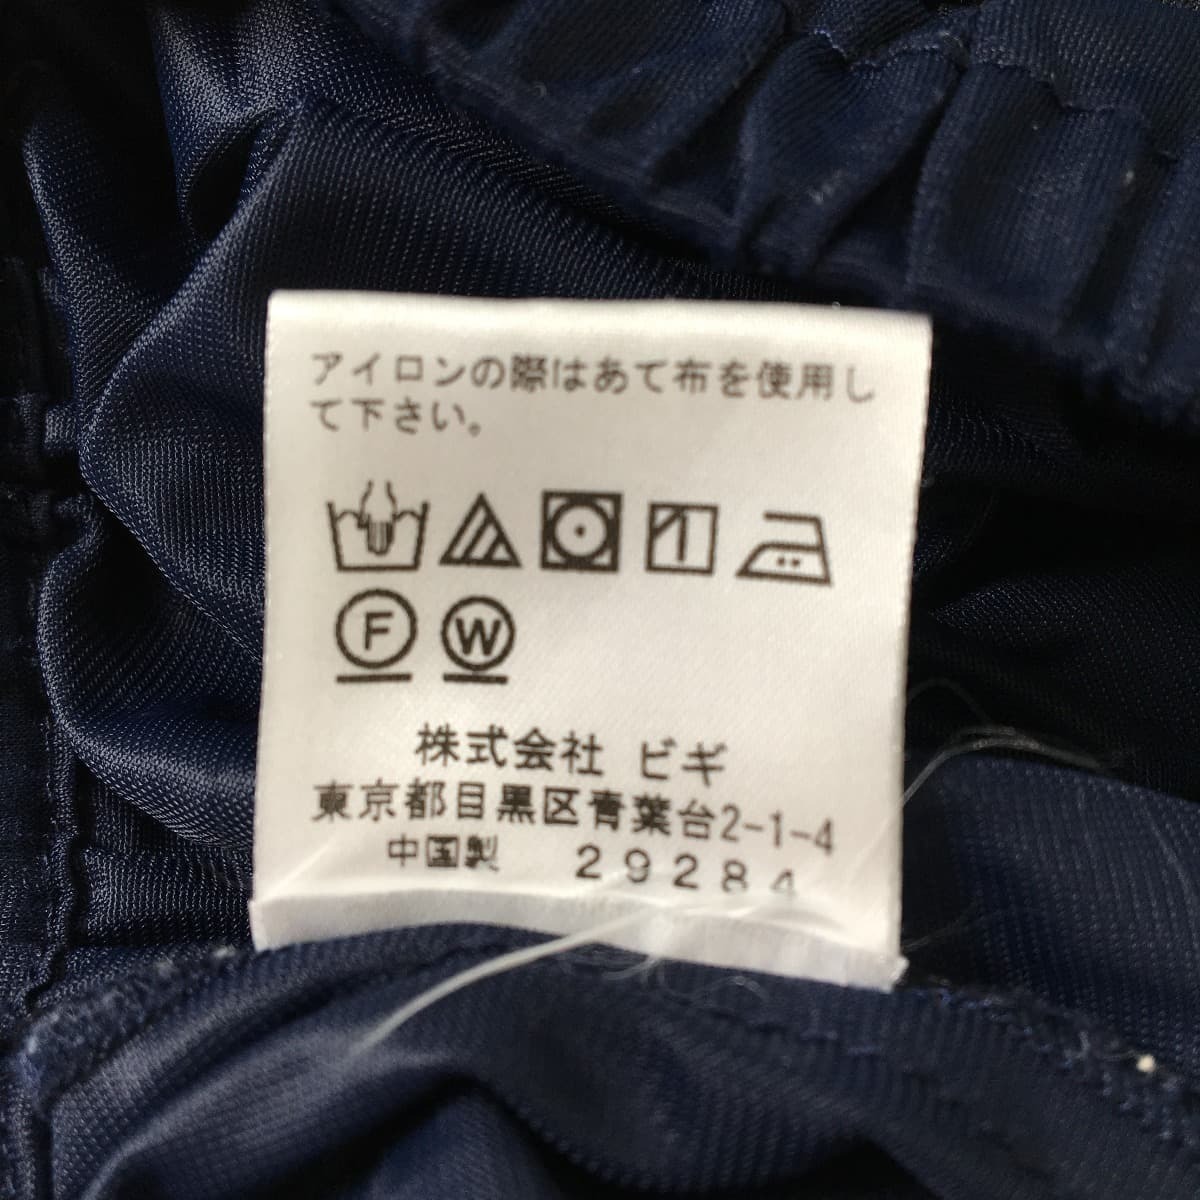 アイロンの際はあて布を使用し
て下さい。
F W
株式会社 ビギ
東京都目黒区青葉台2-1-4
中国製 29284